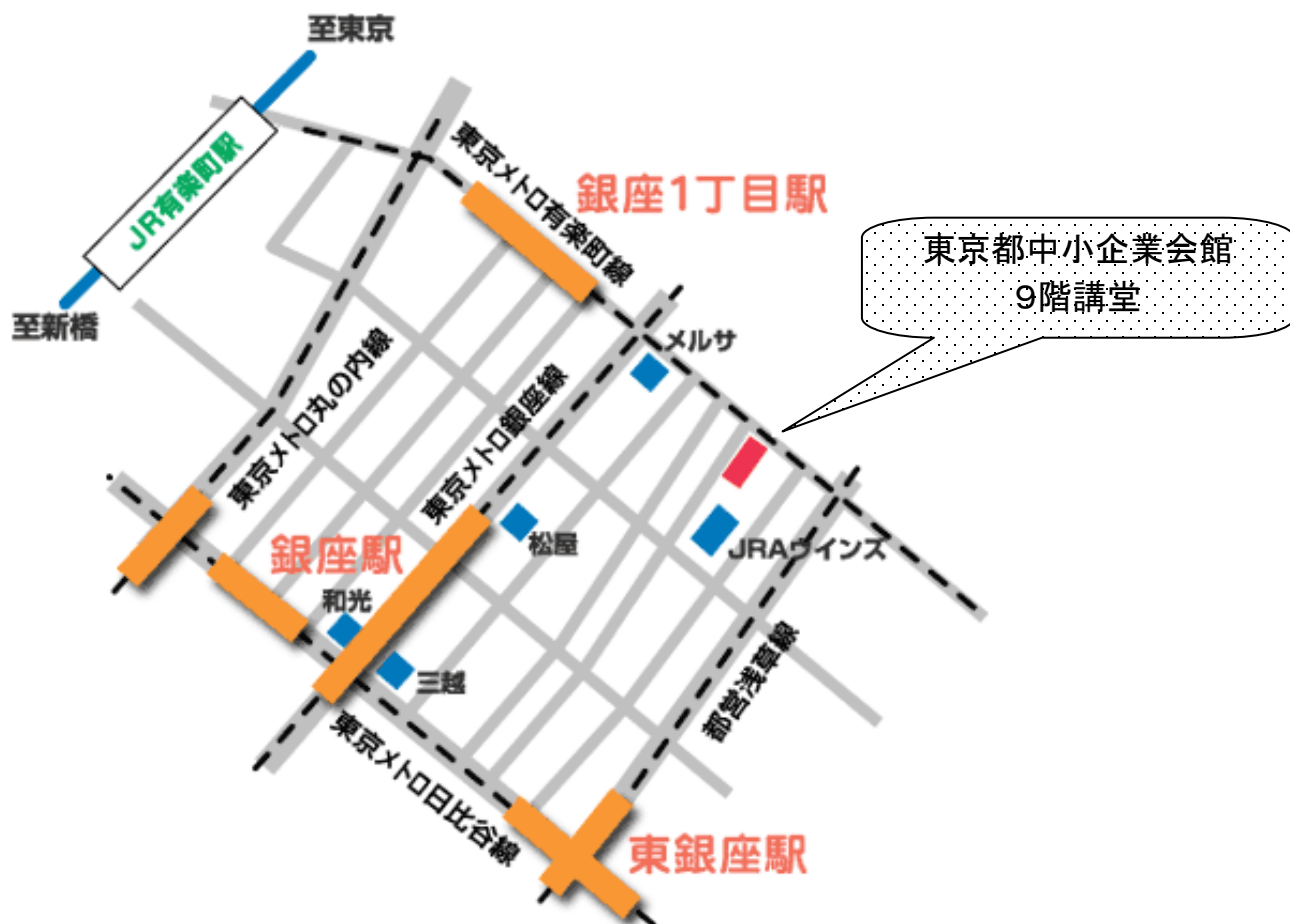 至東京
JR有楽町駅
至新橋
東京メトロ有楽町線
銀座1丁目駅
東京都中小企業会館
9階講堂
メルサ
東京メトロ丸の内線
東京メトロ銀座線
松屋
JRAウインズ
銀座駅
和光
三越
都営浅草線
東京メトロ日比谷線
東銀座駅